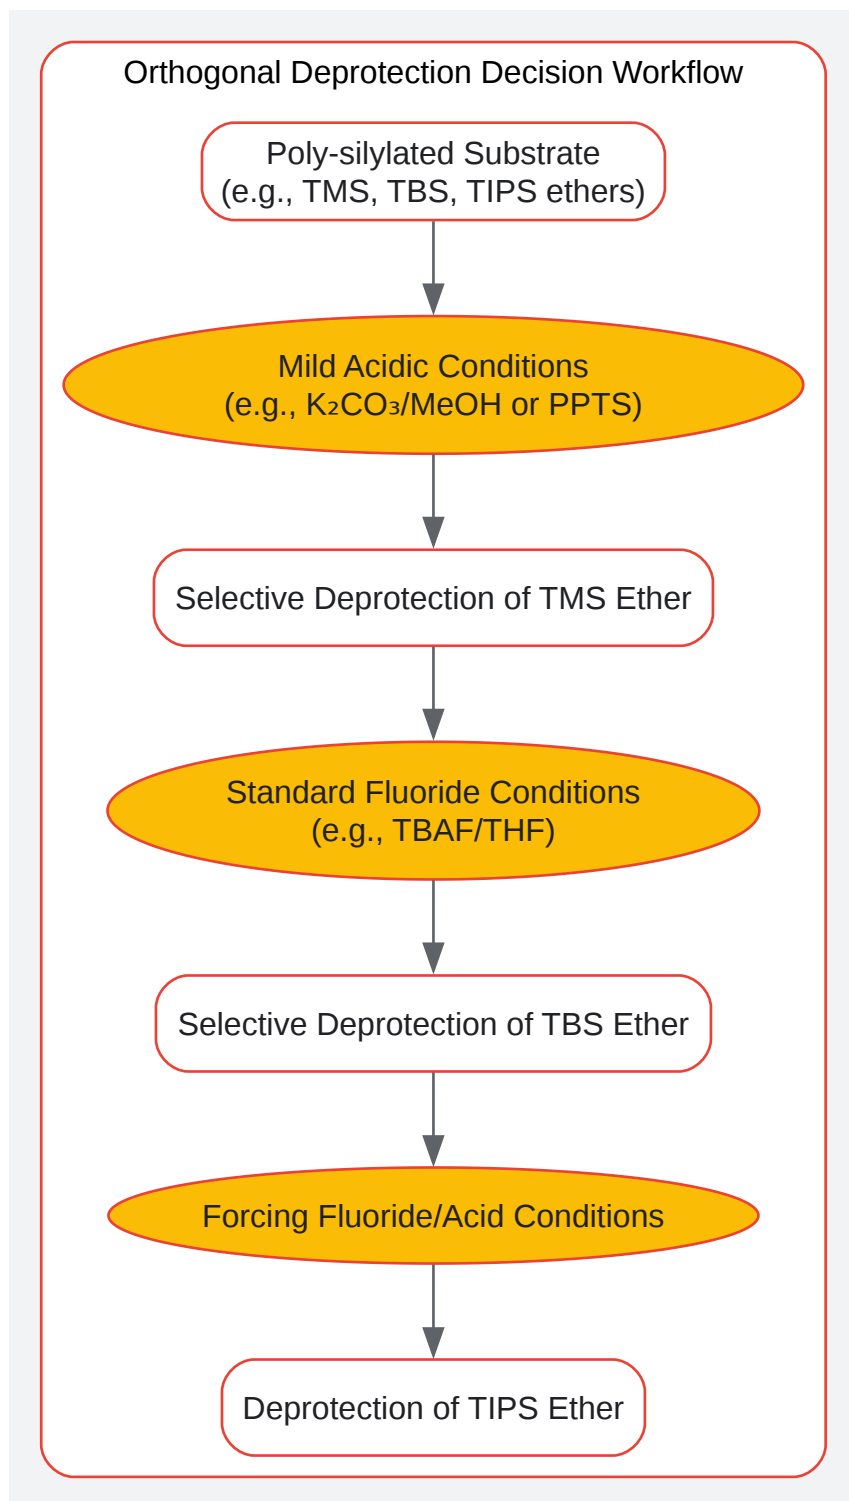 Orthogonal Deprotection Decision Workflow
Poly-silylated Substrate
(e.g., TMS, TBS, TIPS ethers)
Mild Acidic Conditions
(e.g., K₂CO₃/MeOH or PPTS)
Selective Deprotection of TMS Ether
Standard Fluoride Conditions
(e.g., TBAF/THF)
Selective Deprotection of TBS Ether
Forcing Fluoride/Acid Conditions
Deprotection of TIPS Ether